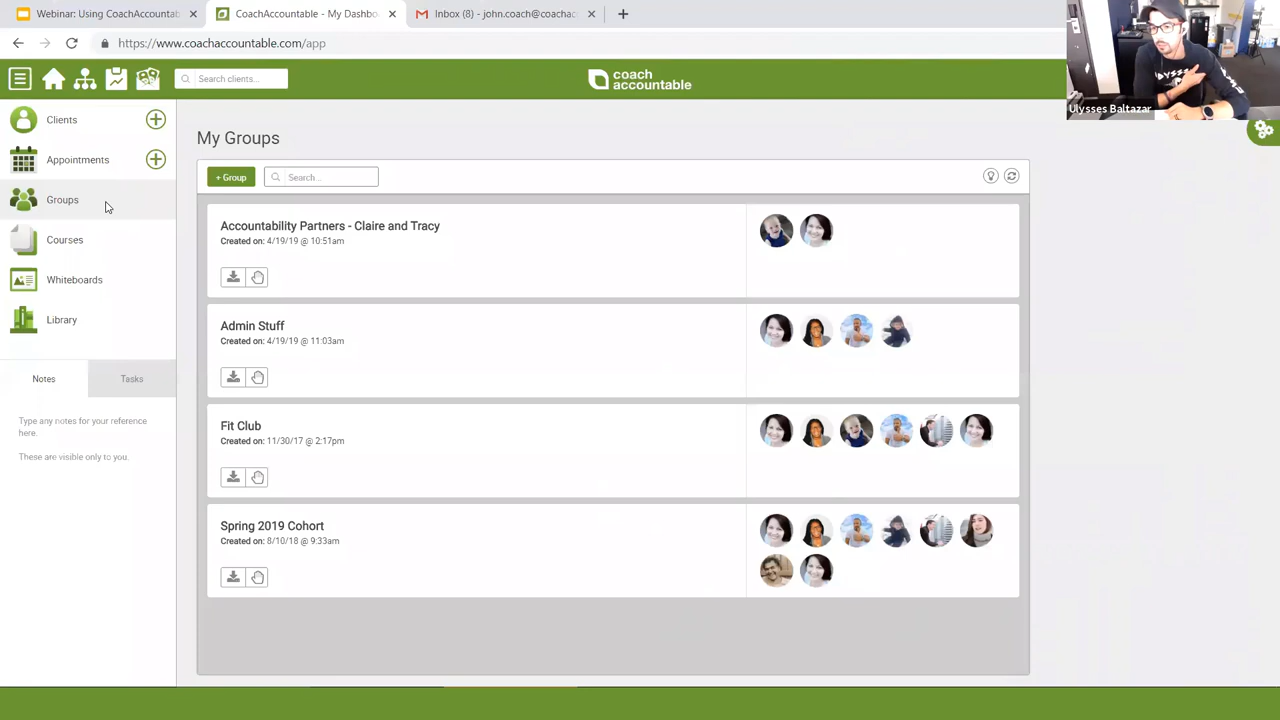 Webinar: Using CoachAccountab
CoachAccountable - My Dashbo
Inbox (8) - john.coach@coachac
https://www.coachaccountable.com/app
Search clients...
coach
accountable
Ulysses Baltazar
Clients
Appointments
Groups
Courses
Whiteboards
Library
Notes
Tasks
Type any notes for your reference
here.
These are visible only to you.
My Groups
+ Group
Search...
Accountability Partners - Claire and Tracy
Created on: 4/19/19 @ 10:51am
Admin Stuff
Created on: 4/19/19 @ 11:03am
Fit Club
Created on: 11/30/17 @ 2:17pm
Spring 2019 Cohort
Created on: 8/10/18 @ 9:33am